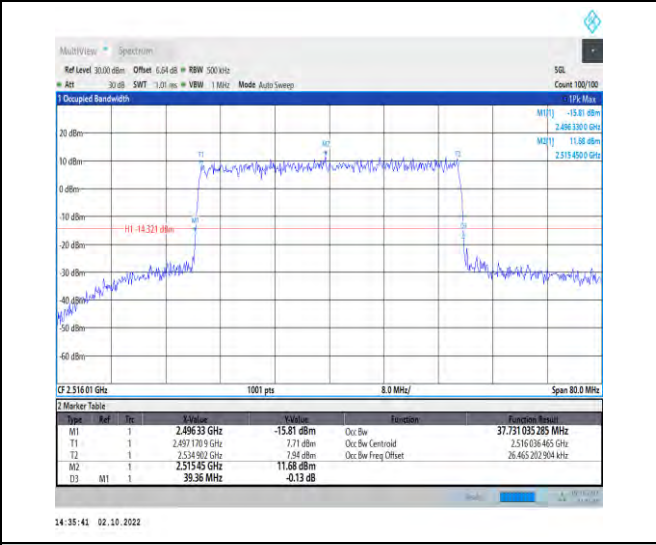 MultiView Spectrum
Ref Level 30.00 dBm Offset 6.64 dB RBW 500 kHz SGL
Att 30 dB SWT 1.01 ms VBW 1 MHz Mode Auto Sweep Count 100/100
1 Occupied Bandwidth 1Pk Max
M1[1] -15.81 dBm
2.496 330 0 GHz
M2[1] 11.68 dBm
2.515 450 0 GHz
20 dBm
M2
T1
T2
10 dBm
0 dBm
-10 dBm
M1
H1 -14.321 dBm
-20 dBm
-30 dBm
-40 dBm
-50 dBm
-60 dBm
CF 2.516 01 GHz 1001 pts 8.0 MHz/ Span 80.0 MHz
2 Marker Table
Type Ref Trc X-Value Y-Value Function Function Result
M1 1 2.496 33 GHz -15.81 dBm Occ Bw 37.731 035 285 MHz
T1 1 2.497 170 9 GHz 7.71 dBm Occ Bw Centroid 2.516 036 465 GHz
T2 1 2.534 902 GHz 7.94 dBm Occ Bw Freq Offset 26.465 202 904 kHz
M2 1 2.515 45 GHz 11.68 dBm
D3 M1 1 39.36 MHz -0.13 dB
14:35:41 02.10.2022